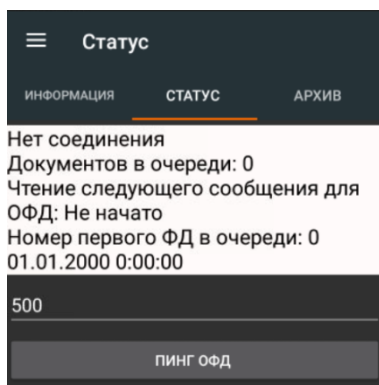 Статус
ИНФОРМАЦИЯ СТАТУС АРХИВ
Нет соединения
Документов в очереди: 0
Чтение следующего сообщения для
ОФД: Не начато
Номер первого ФД в очереди: 0
01.01.2000 0:00:00
500
ПИНГ ОФД